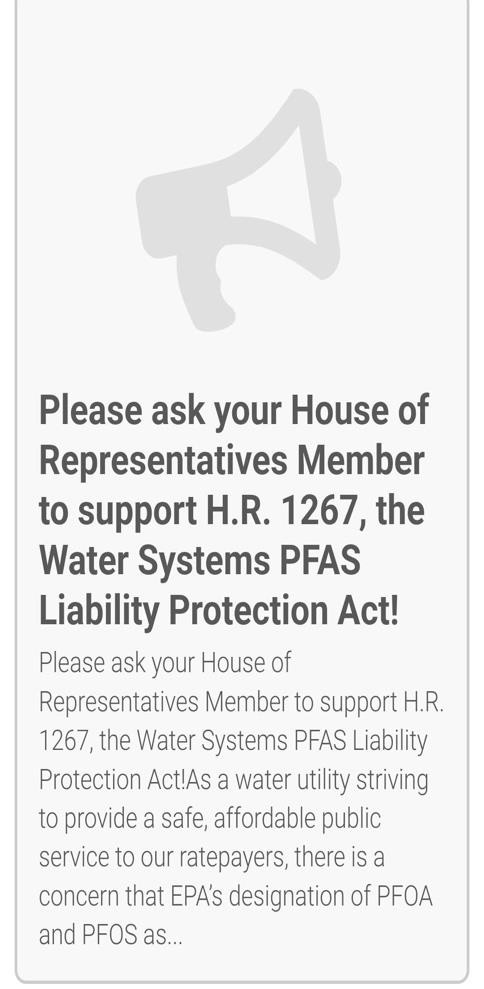 Please ask your House of
Representatives Member
to support H.R. 1267, the
Water Systems PFAS
Liability Protection Act!
Please ask your House of
Representatives Member to support H.R.
1267, the Water Systems PFAS Liability
Protection Act!As a water utility striving
to provide a safe, affordable public
service to our ratepayers, there is a
concern that EPA’s designation of PFOA
and PFOS as...